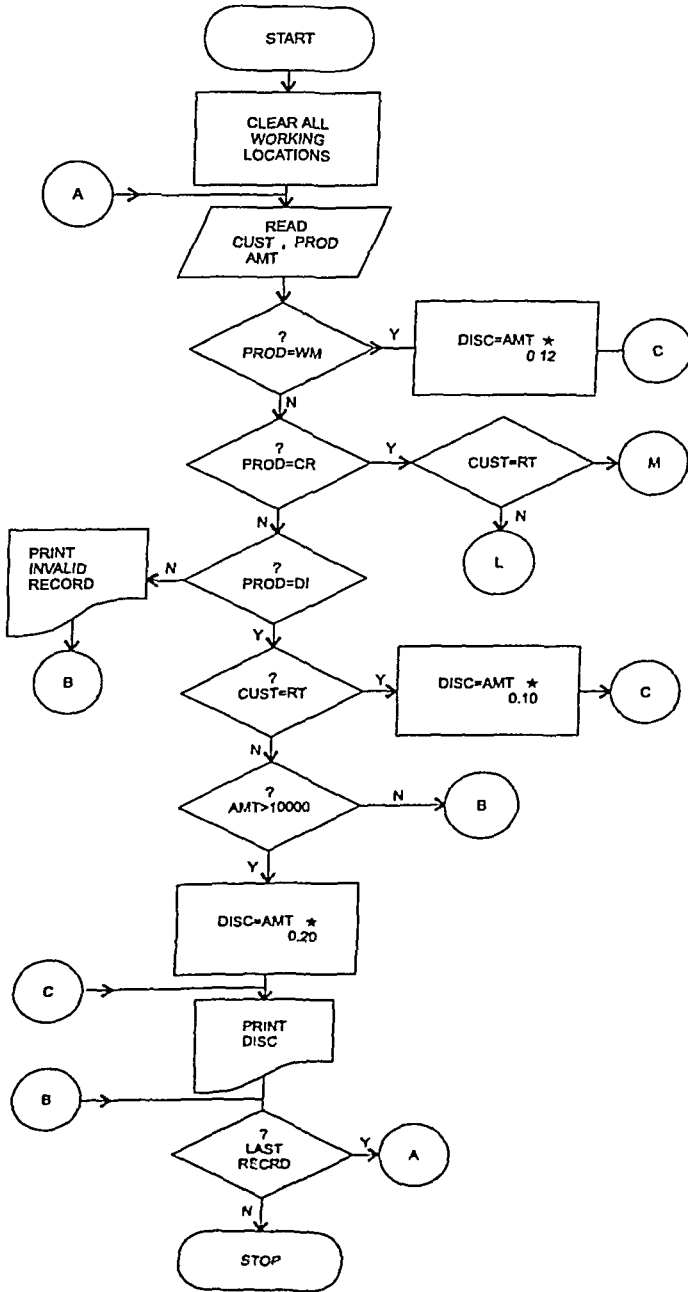 START
CLEAR ALL
WORKING
LOCATIONS
A
READ
CUST , PROD
AMT
?
PROD=WM
Y
DISC=AMT ★
0 12
C
N
?
PROD=CR
Y
CUST=RT
M
N
N
L
PRINT
INVALID
RECORD
N
?
PROD=DI
B
Y
?
CUST=RT
Y
DISC=AMT ★
0.10
C
N
?
AMT>10000
N
B
Y
DISC=AMT ★
0.20
C
PRINT
DISC
B
?
LAST
RECRD
Y
A
N
STOP